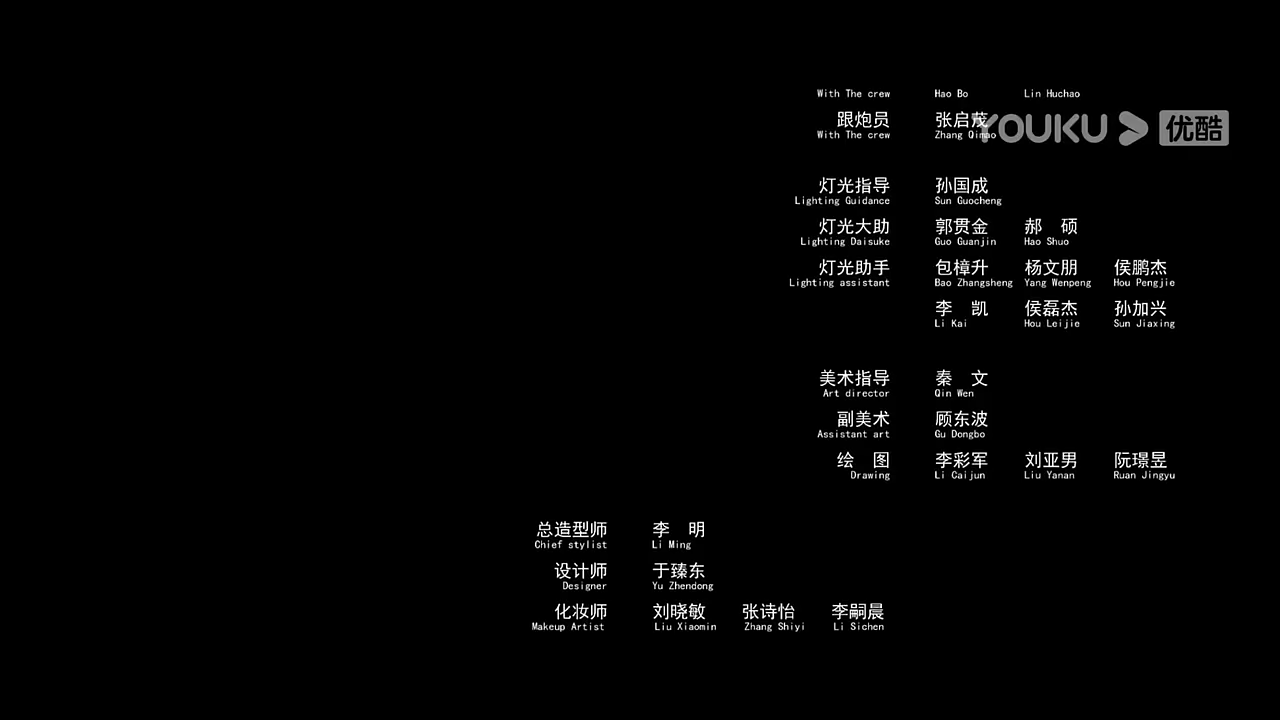 With The crew Hao Bo Lin Huchao
跟炮员 张启茂
With The crew Zhang Qimao
YOUKU 优酷
灯光指导 孙国成
Lighting Guidance Sun Guocheng
灯光大助 郭贯金 郝 硕
Lighting Daisuke Guo Guanjin Hao Shuo
灯光助手 包樟升 杨文朋 侯鹏杰
Lighting assistant Bao Zhangsheng Yang Wenpeng Hou Pengjie
李 凯 侯磊杰 孙加兴
Li Kai Hou Leijie Sun Jiaxing
美术指导 秦 文
Art director Qin Wen
副美术 顾东波
Assistant art Gu Dongbo
绘 图 李彩军 刘亚男 阮璟昱
Drawing Li Caijun Liu Yanan Ruan Jingyu
总造型师 李 明
Chief stylist Li Ming
设计师 于臻东
Designer Yu Zhendong
化妆师 刘晓敏 张诗怡 李嗣晨
Makeup Artist Liu Xiaomin Zhang Shiyi Li Sichen